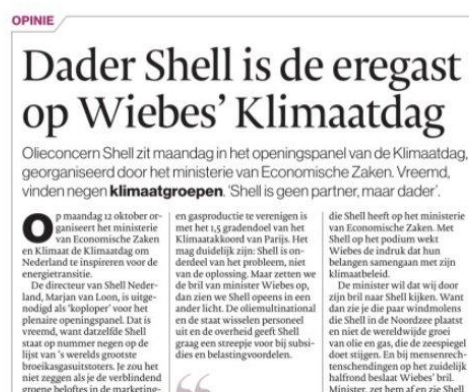 OPINIE
Dader Shell is de eregast
op Wiebes' Klimaatdag
Olieconcern Shell zit maandag in het openingspanel van de Klimaatdag,
georganiseerd door het ministerie van Economische Zaken. Vreemd,
vinden negen klimaatgroepen. 'Shell is geen partner, maar dader'.
Op maandag 12 oktober or-
ganiseert het ministerie
van Economische Zaken
en Klimaat de Klimaatdag om
Nederland te inspireren voor de
energietransitie.
De directeur van Shell Neder-
land, Marjan van Loon, is uitge-
nodigd als 'koploper' voor het
plenaire openingspanel. Dat is
vreemd, want datzelfde Shell
staat op nummer negen op de
lijst van 's werelds grootste
broeikasgasuitstoters. Je zou het
niet zeggen als je de verblindend
groene beloftes in de marketing-
en gasproductie te verenigen is
met het 1,5 gradendoel van het
Klimaatakkoord van Parijs. Het
mag duidelijk zijn: Shell is on-
derdeel van het probleem, niet
van de oplossing. Maar zetten we
de bril van minister Wiebes op,
dan zien we Shell opeens in een
ander licht. De oliemultinational
en de staat wisselen personeel
uit en de overheid geeft Shell
graag een streepje voor bij subsi-
dies en belastingvoordelen.
“
die Shell heeft op het ministerie
van Economische Zaken. Met
Shell op het podium wekt
Wiebes de indruk dat hun
belangen samengaan met zijn
klimaatbeleid.
De minister wil dat wij door
zijn bril naar Shell kijken. Want
dan zie je die paar windmolens
die Shell in de Noordzee plaatst
en niet de wereldwijde groei
van olie en gas, die de zeespiegel
doet stijgen. En bij mensenrech-
tenschendingen op het zuidelijk
halfrond beslaat Wiebes' bril.
Minister, zet hem af en zie Shell